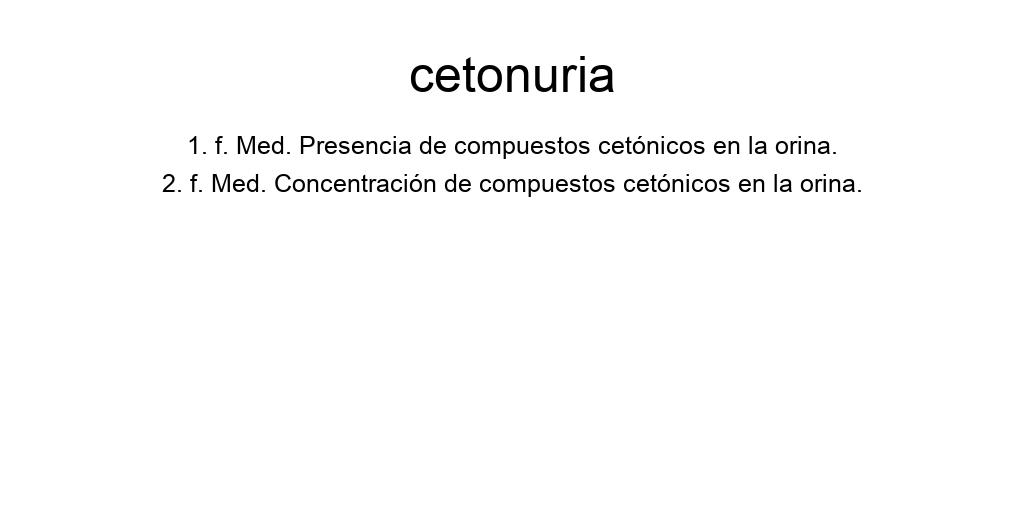 cetonuria
1. f. Med. Presencia de compuestos cetónicos en la orina.
2. f. Med. Concentración de compuestos cetónicos en la orina.